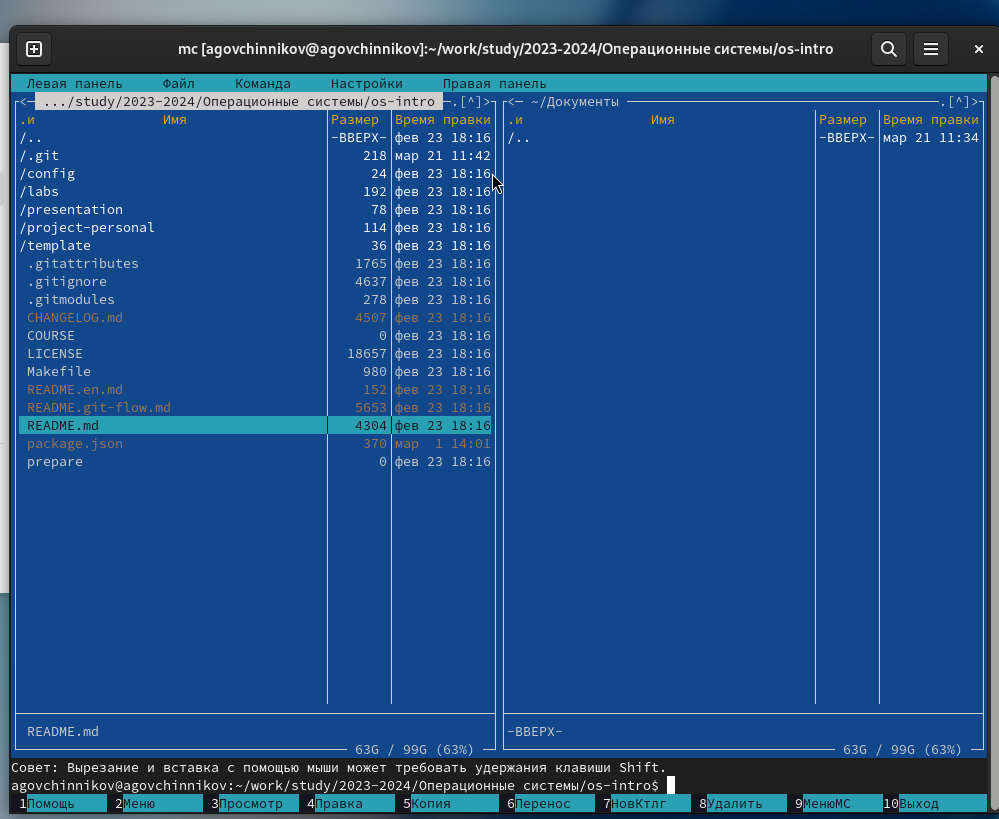 mc [agovchinnikov@agovchinnikov]:~/work/study/2023-2024/Операционные системы/os-intro
Левая панель Файл Команда Настройки Правая панель
<— .../study/2023-2024/Операционные системы/os-intro —.[^]>
.и Имя Размер Время правки
/.. -ВВЕРХ- фев 23 18:16
/.git 218 мар 21 11:42
/config 24 фев 23 18:16
/labs 192 фев 23 18:16
/presentation 78 фев 23 18:16
/project-personal 114 фев 23 18:16
/template 36 фев 23 18:16
.gitattributes 1765 фев 23 18:16
.gitignore 4637 фев 23 18:16
.gitmodules 278 фев 23 18:16
CHANGELOG.md 4507 фев 23 18:16
COURSE 0 фев 23 18:16
LICENSE 18657 фев 23 18:16
Makefile 980 фев 23 18:16
README.en.md 152 фев 23 18:16
README.git-flow.md 5653 фев 23 18:16
README.md 4304 фев 23 18:16
package.json 370 мар 1 14:01
prepare 0 фев 23 18:16
README.md
63G / 99G (63%)
<— ~/Документы —.[^]>
.и Имя Размер Время правки
/.. -ВВЕРХ- мар 21 11:34
-ВВЕРХ-
63G / 99G (63%)
Совет: Вырезание и вставка с помощью мыши может требовать удержания клавиши Shift.
agovchinnikov@agovchinnikov:~/work/study/2023-2024/Операционные системы/os-intro$
1Помощь 2Меню 3Просмотр 4Правка 5Копия 6Перенос 7НовКтлг 8Удалить 9МенюМС 10Выход